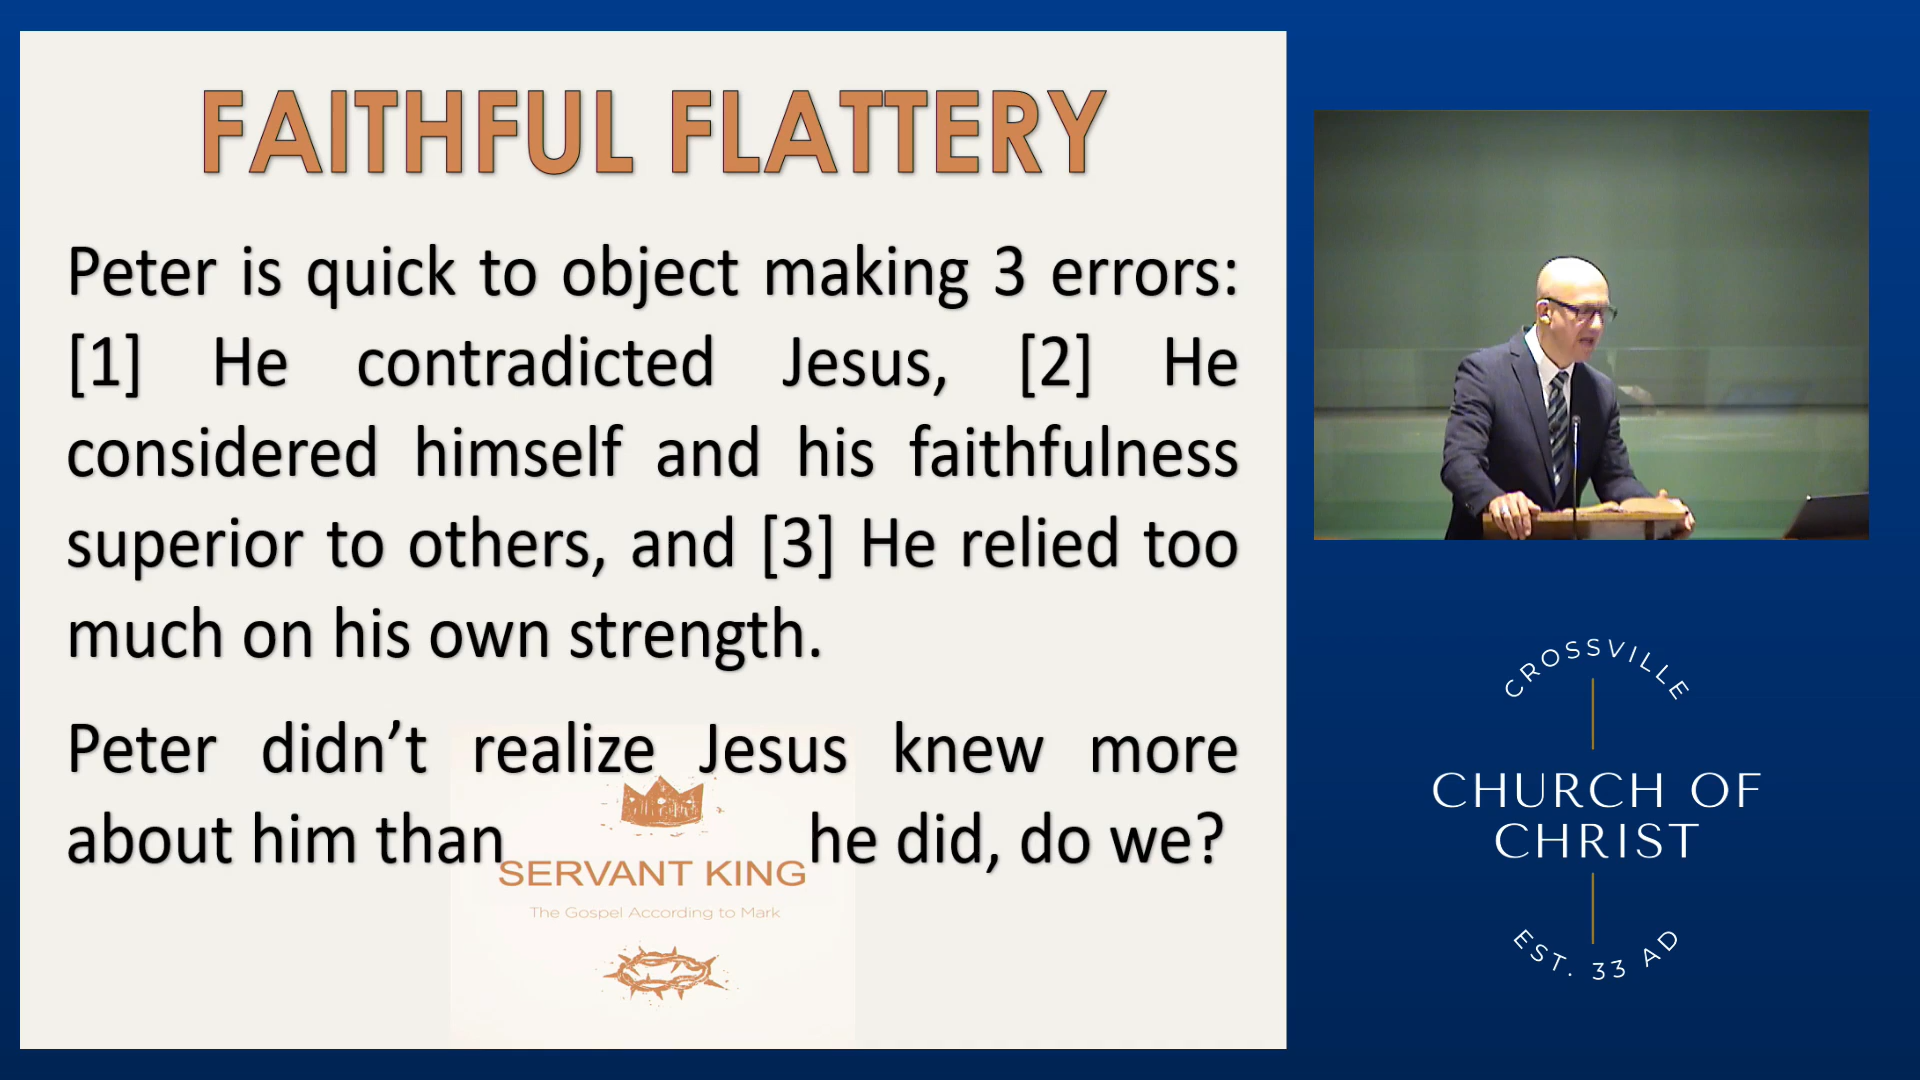 FAITHFUL FLATTERY
Peter is quick to object making 3 errors:
[1] He contradicted Jesus, [2] He
considered himself and his faithfulness
superior to others, and [3] He relied too
much on his own strength.
Peter didn’t realize Jesus knew more
about him than he did, do we?
SERVANT KING
The Gospel According to Mark
CROSSVILLE
CHURCH OF
CHRIST
EST. 33 AD